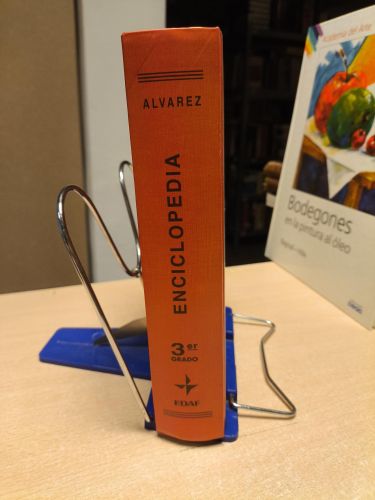 ALVAREZ
ENCICLOPEDIA
3er
GRADO
EDAF
Academia del Arte
Bodegones
en la pintura al óleo